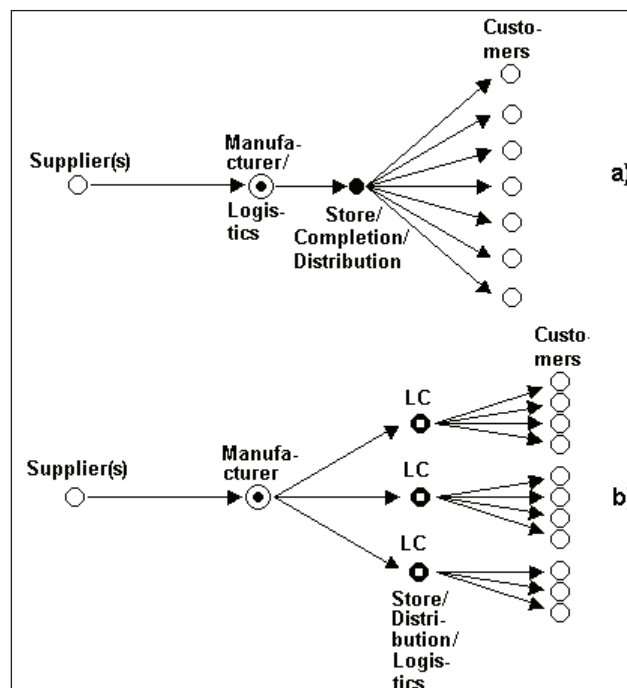 Custo-
mers
Manufa-
cturer/
Supplier(s)
a)
Logis-
tics
Store/
Completion/
Distribution
Custo-
mers
LC
Manufa-
cturer
Supplier(s)
LC
b)
LC
Store/
Distri-
bution/
Logis-
tics